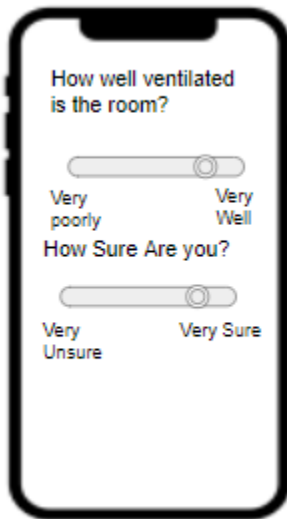 How well ventilated
is the room?
Very Very
poorly Well
How Sure Are you?
Very Very Sure
Unsure